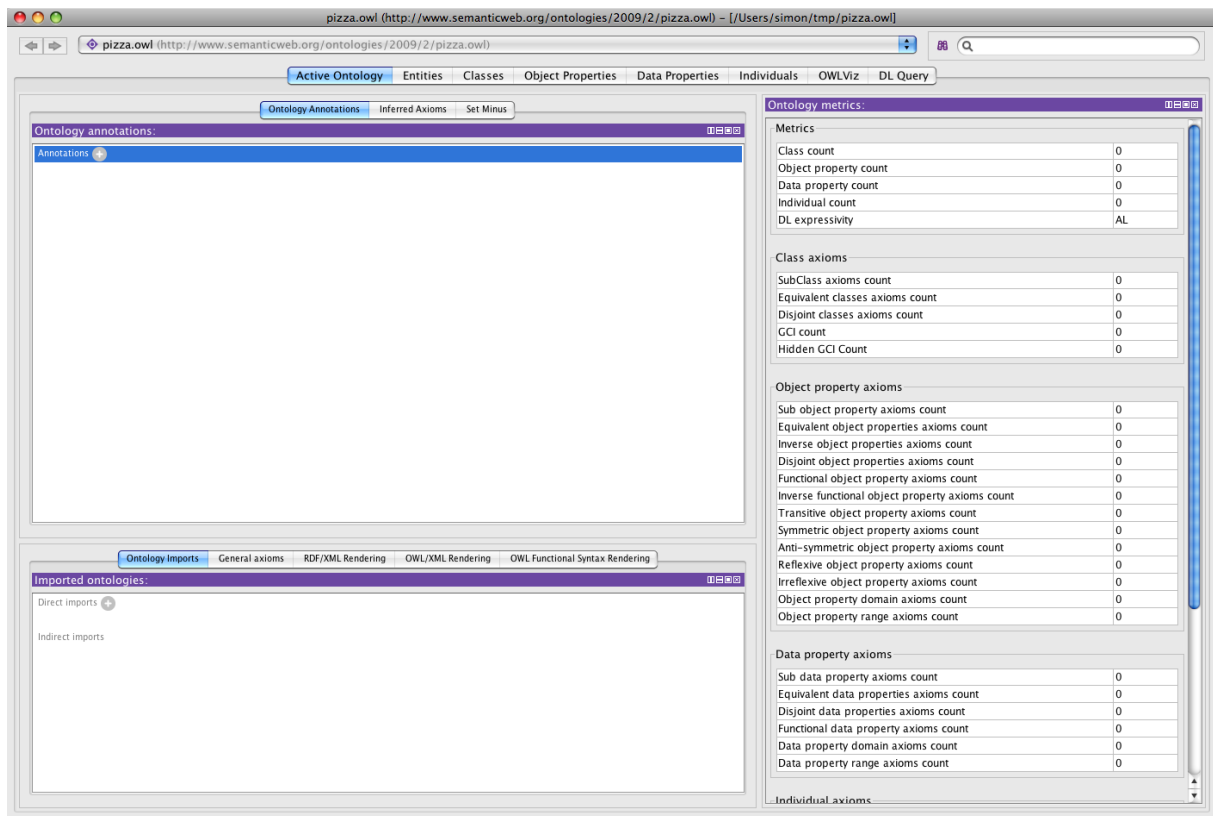 pizza.owl (http://www.semanticweb.org/ontologies/2009/2/pizza.owl) – [/Users/simon/tmp/pizza.owl]
pizza.owl (http://www.semanticweb.org/ontologies/2009/2/pizza.owl)
Active Ontology Entities Classes Object Properties Data Properties Individuals OWLViz DL Query
Ontology Annotations Inferred Axioms Set Minus
Ontology annotations:
Annotations
Ontology Imports General axioms RDF/XML Rendering OWL/XML Rendering OWL Functional Syntax Rendering
Imported ontologies:
Direct imports
Indirect imports
Ontology metrics:
Metrics
Class count 0
Object property count 0
Data property count 0
Individual count 0
DL expressivity AL
Class axioms
SubClass axioms count 0
Equivalent classes axioms count 0
Disjoint classes axioms count 0
GCI count 0
Hidden GCI Count 0
Object property axioms
Sub object property axioms count 0
Equivalent object properties axioms count 0
Inverse object properties axioms count 0
Disjoint object properties axioms count 0
Functional object property axioms count 0
Inverse functional object property axioms count 0
Transitive object property axioms count 0
Symmetric object property axioms count 0
Anti-symmetric object property axioms count 0
Reflexive object property axioms count 0
Irreflexive object property axioms count 0
Object property domain axioms count 0
Object property range axioms count 0
Data property axioms
Sub data property axioms count 0
Equivalent data properties axioms count 0
Disjoint data properties axioms count 0
Functional data property axioms count 0
Data property domain axioms count 0
Data property range axioms count 0
Individual axioms